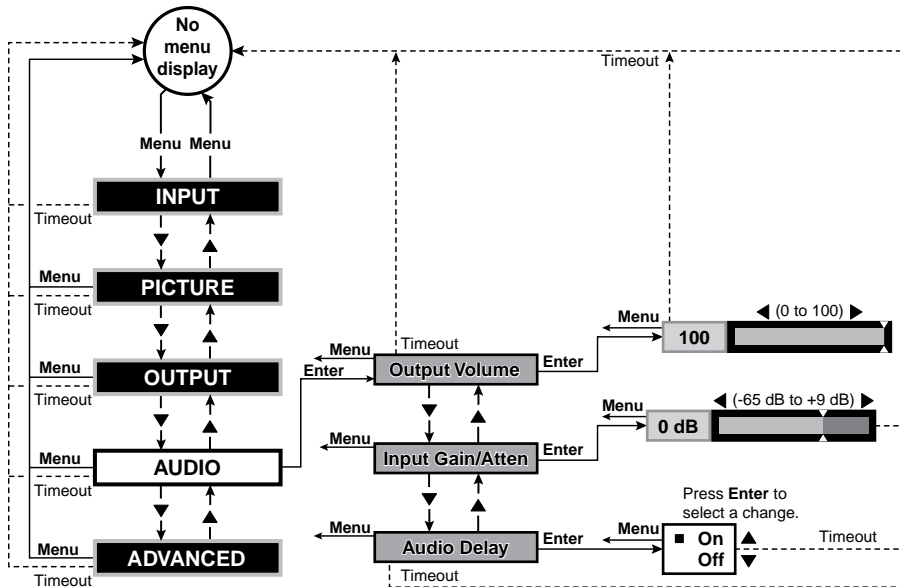 No
menu
display
Timeout
Menu Menu
INPUT
Timeout
Menu
PICTURE
Timeout
Menu
OUTPUT
Timeout
Menu
AUDIO
Timeout
Menu
ADVANCED
Timeout
Enter
Menu
Timeout
Output Volume
Enter
Menu
100
(0 to 100)
Menu
Input Gain/Atten
Enter
Menu
0 dB
(-65 dB to +9 dB)
Menu
Audio Delay
Enter
Timeout
Press Enter to
select a change.
Menu
On
Off
Timeout